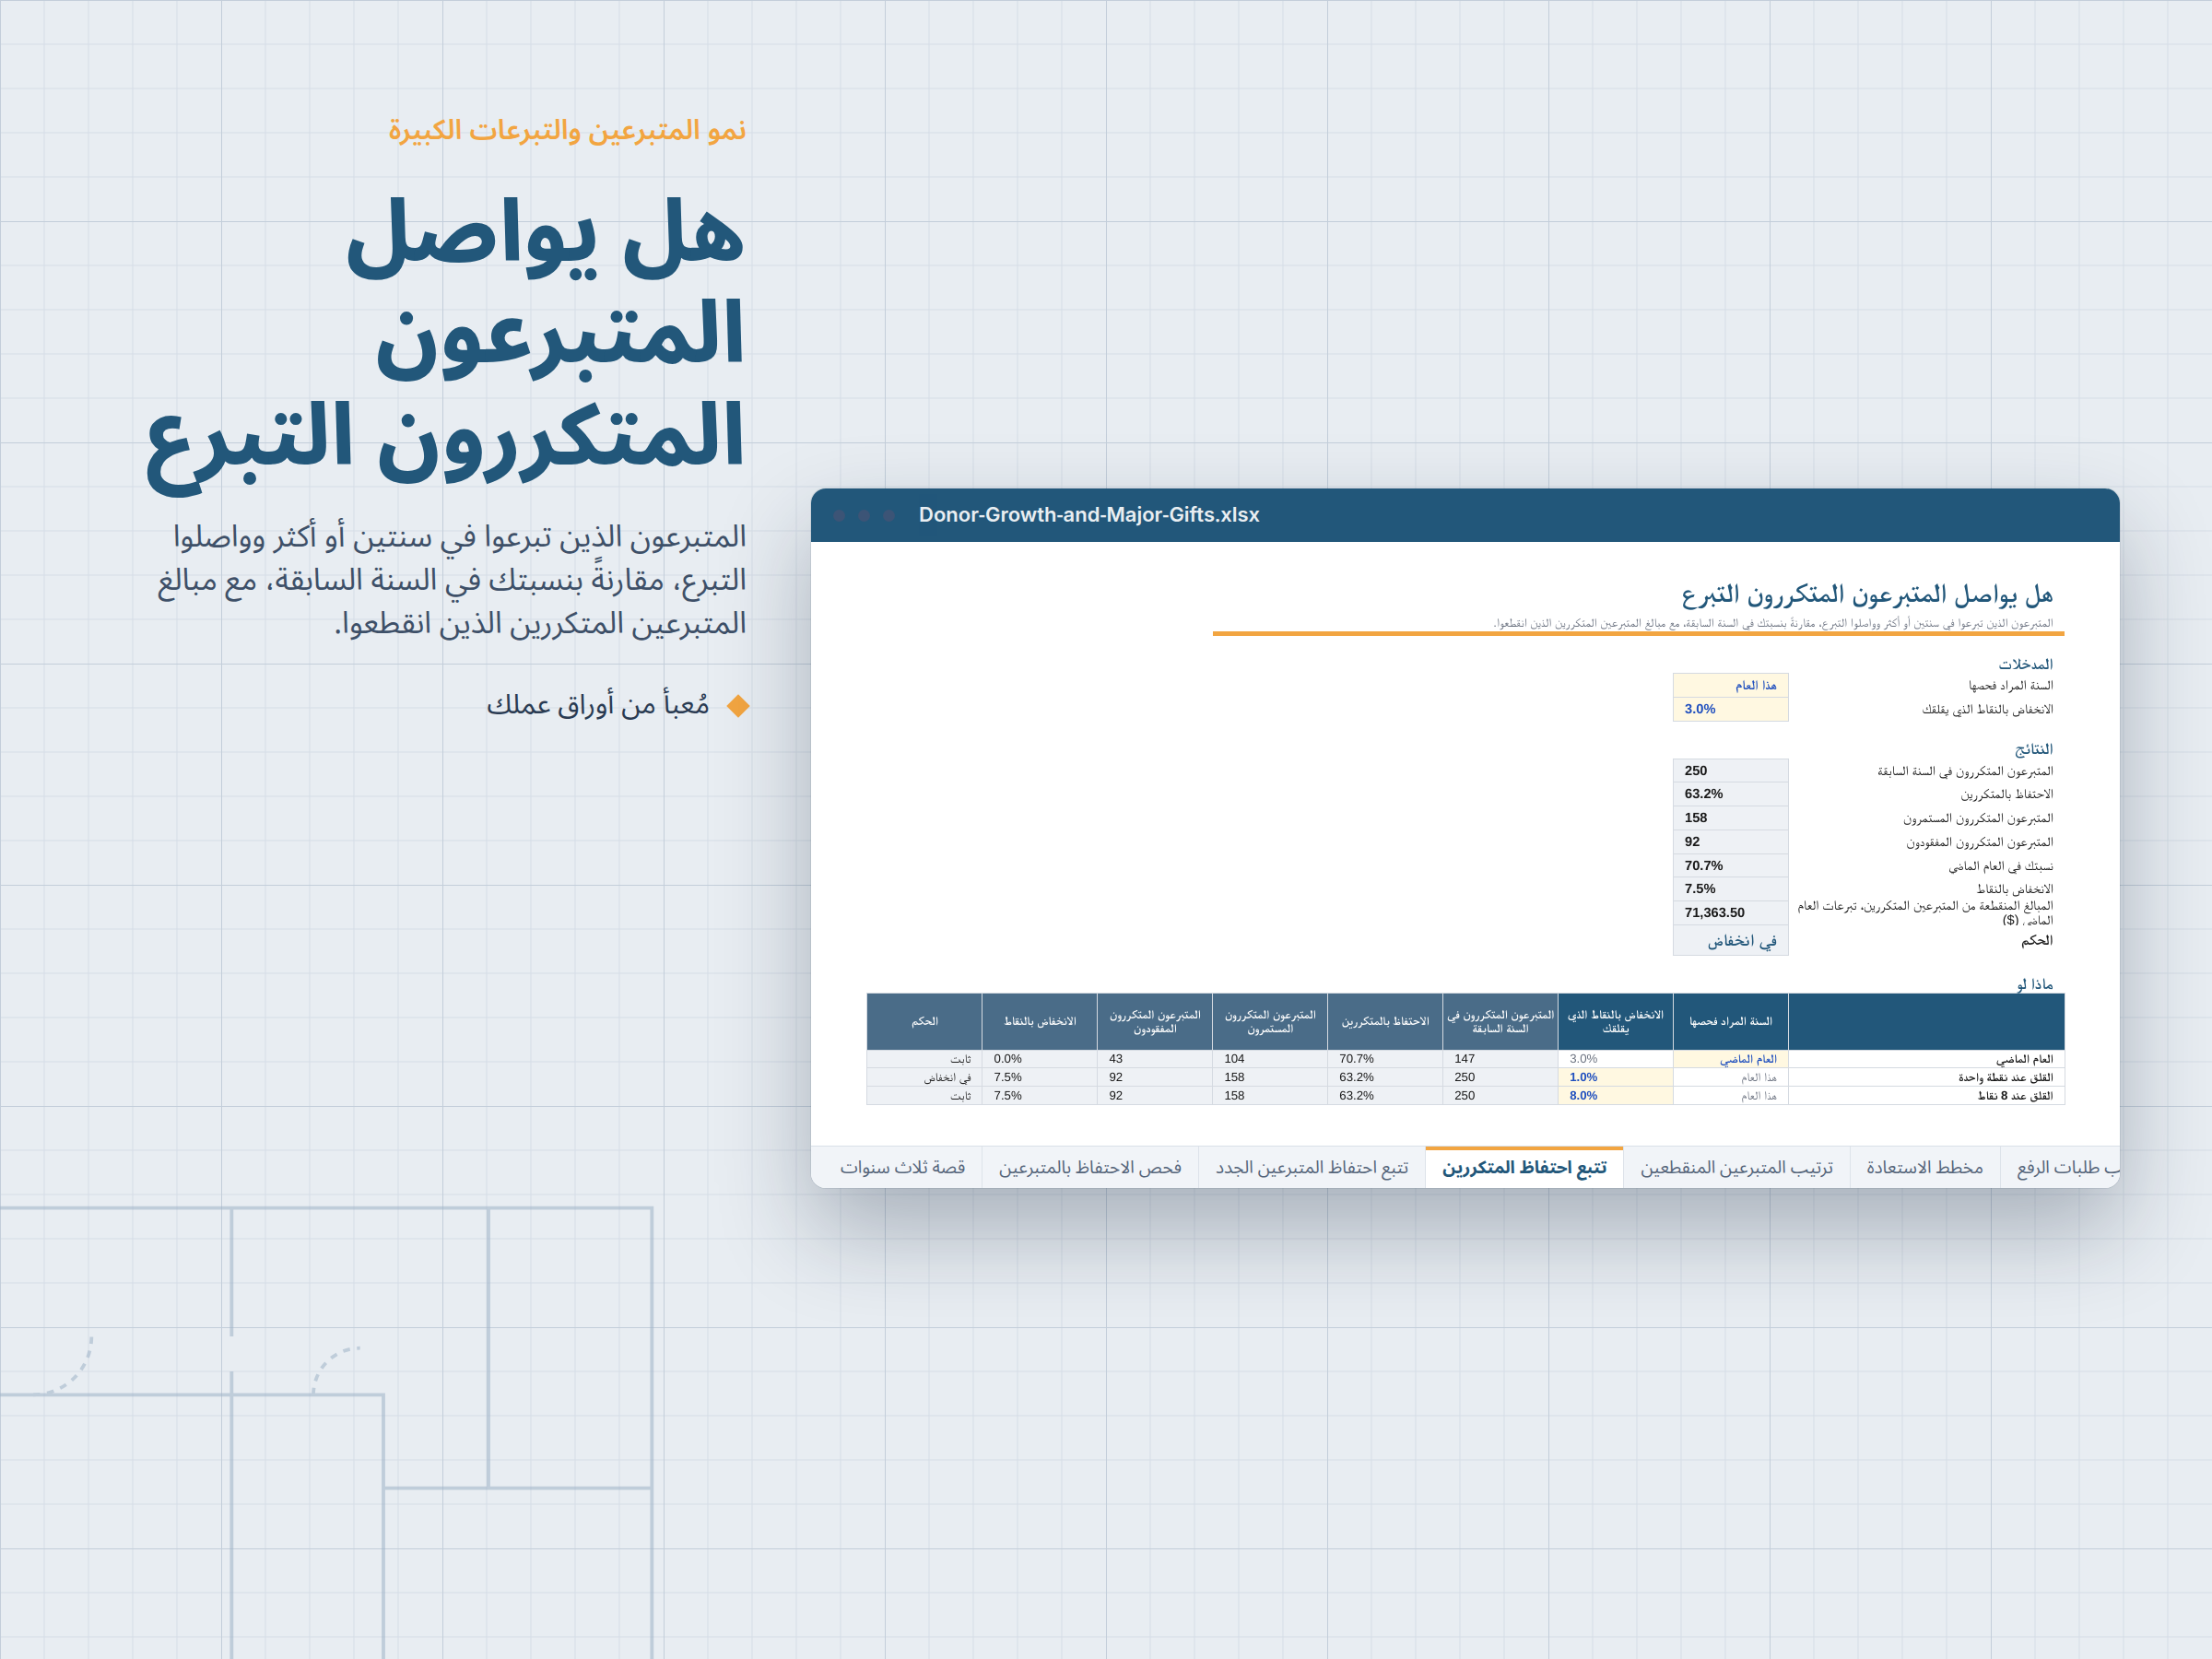 نمو المتبرعين والتبرعات الكبيرة
هل يواصل
المتبرعون
المتكررون التبرع
المتبرعون الذين تبرعوا في سنتين أو أكثر وواصلوا
التبرع، مقارنةً بنسبتك في السنة السابقة، مع مبالغ
المتبرعين المتكررين الذين انقطعوا.
مُعبأ من أوراق عملك
Donor-Growth-and-Major-Gifts.xlsx
هل يواصل المتبرعون المتكررون التبرع
المتبرعون الذين تبرعوا في سنتين أو أكثر وواصلوا التبرع، مقارنةً بنسبتك في السنة السابقة، مع مبالغ المتبرعين المتكررين الذين انقطعوا.
المدخلات
السنة المراد فحصها هذا العام
الانخفاض بالنقاط الذي يقلقك 3.0%
النتائج
المتبرعون المتكررون في السنة السابقة 250
الاحتفاظ بالمتكررين 63.2%
المتبرعون المتكررون المستمرون 158
المتبرعون المتكررون المفقودون 92
نسبتك في العام الماضي 70.7%
الانخفاض بالنقاط 7.5%
المبالغ المنقطعة من المتبرعين المتكررين، تبرعات العام
الماضي ($) 71,363.50
الحكم في انخفاض
ماذا لو
السنة المراد فحصها الانخفاض بالنقاط الذي يقلقك المتبرعون المتكررون في السنة السابقة الاحتفاظ بالمتكررين المتبرعون المتكررون المستمرون المتبرعون المتكررون المفقودون الانخفاض بالنقاط الحكم
العام الماضي العام الماضي 3.0% 147 70.7% 104 43 0.0% ثابت
القلق عند نقطة واحدة هذا العام 1.0% 250 63.2% 158 92 7.5% في انخفاض
القلق عند 8 نقاط هذا العام 8.0% 250 63.2% 158 92 7.5% ثابت
ب طلبات الرفع مخطط الاستعادة ترتيب المتبرعين المنقطعين تتبع احتفاظ المتكررين تتبع احتفاظ المتبرعين الجدد فحص الاحتفاظ بالمتبرعين قصة ثلاث سنوات